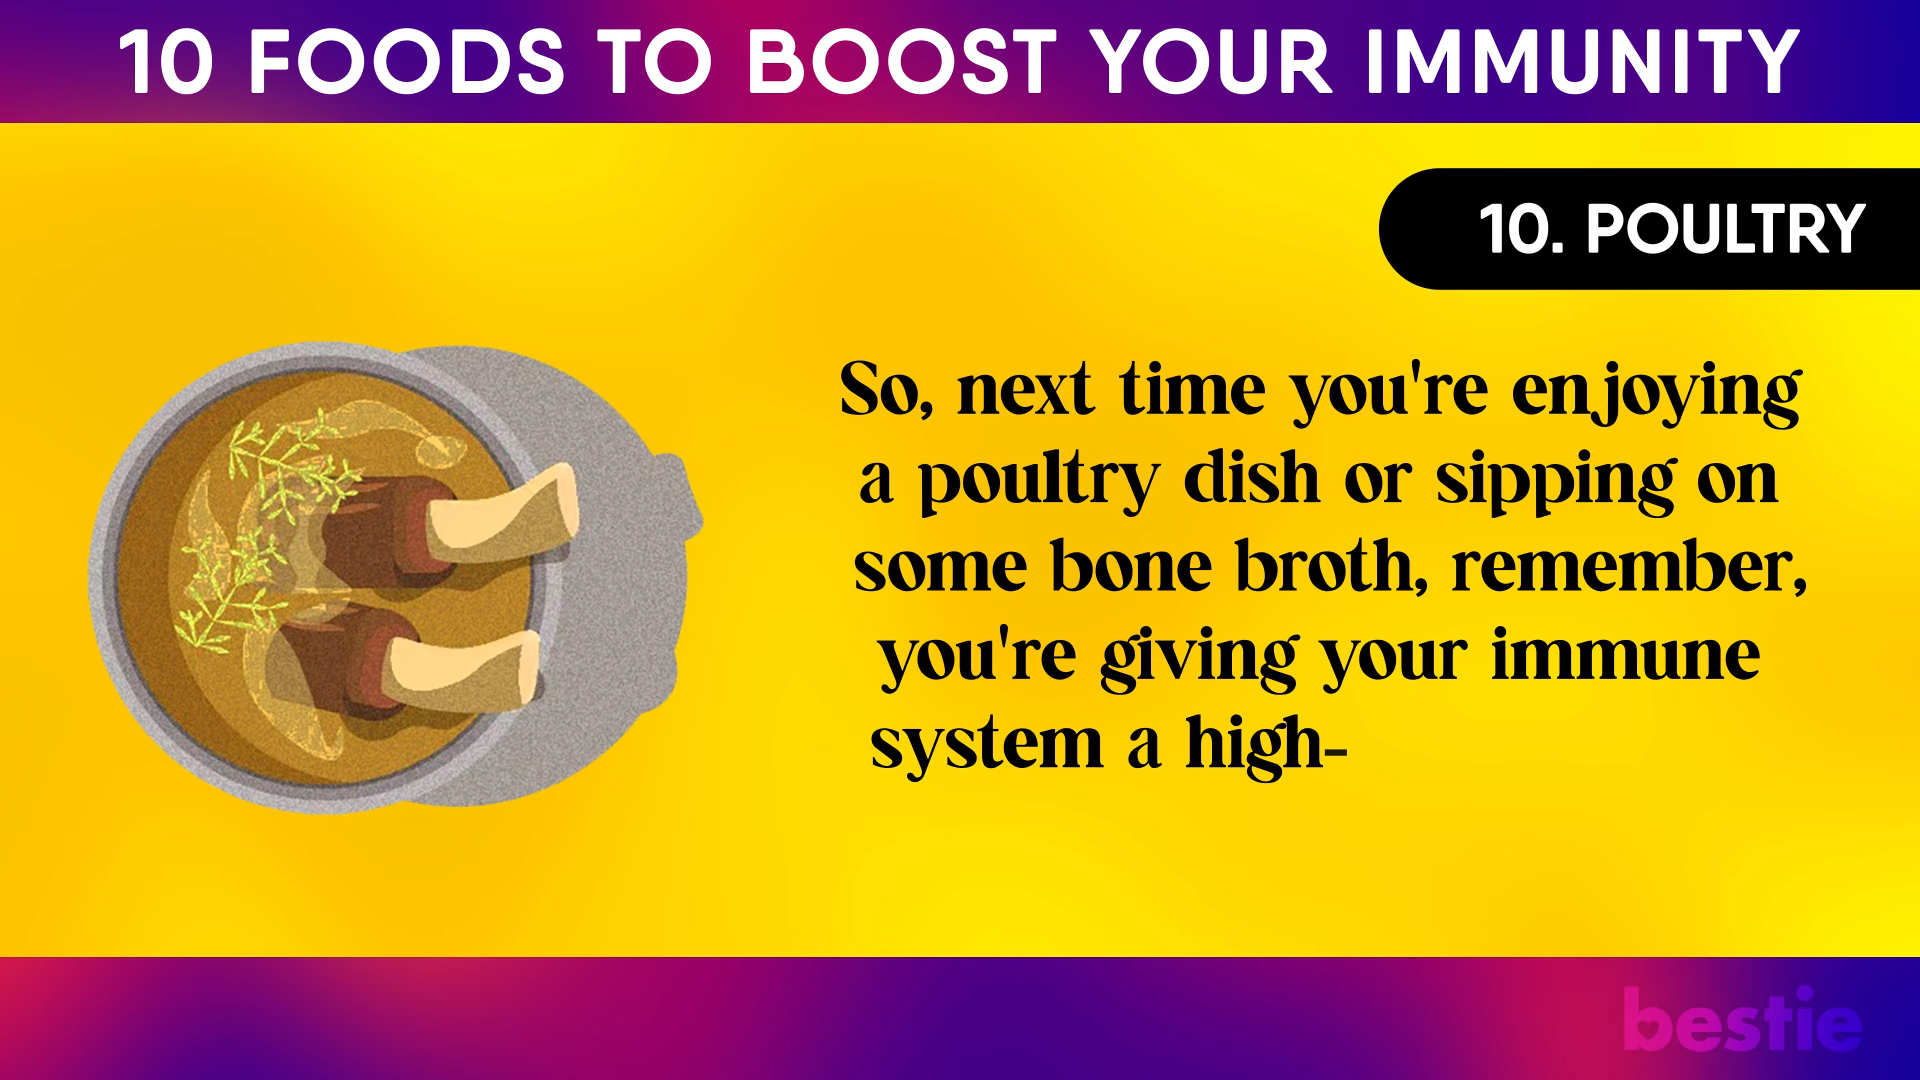 10 FOODS TO BOOST YOUR IMMUNITY
10. POULTRY
So, next time you're enjoying
a poultry dish or sipping on
some bone broth, remember,
you're giving your immune
system a high-
bestie